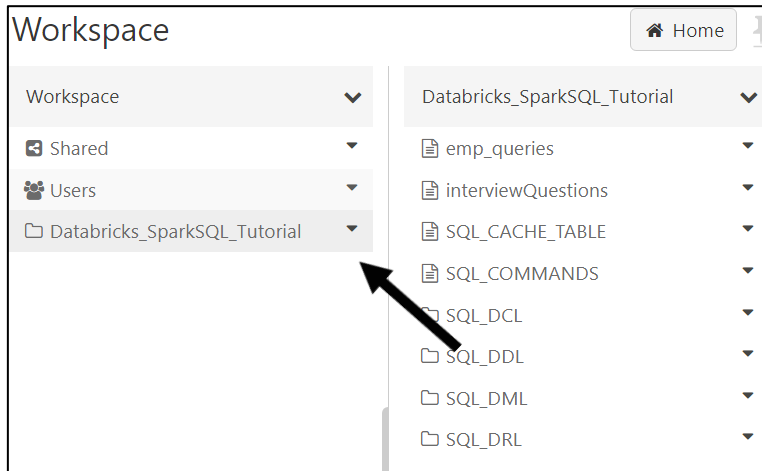 Workspace
Home
Workspace
Shared
Users
Databricks_SparkSQL_Tutorial
Databricks_SparkSQL_Tutorial
emp_queries
interviewQuestions
SQL_CACHE_TABLE
SQL_COMMANDS
SQL_DCL
SQL_DDL
SQL_DML
SQL_DRL